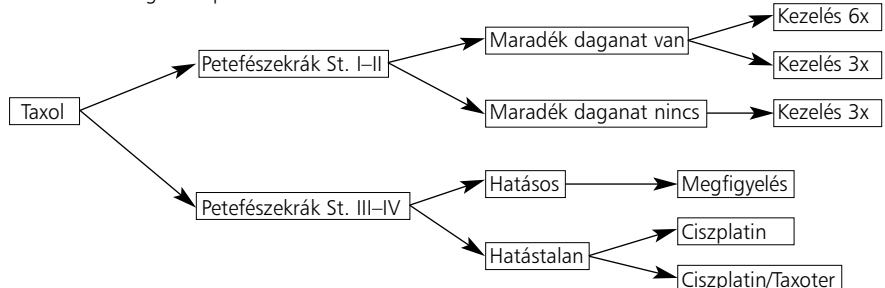 Kezelés 6x
Maradék daganat van
Petefészekrák St. I–II
Kezelés 3x
Taxol
Maradék daganat nincs
Kezelés 3x
Hatásos
Megfigyelés
Petefészekrák St. III–IV
Ciszplatin
Hatástalan
Ciszplatin/Taxoter